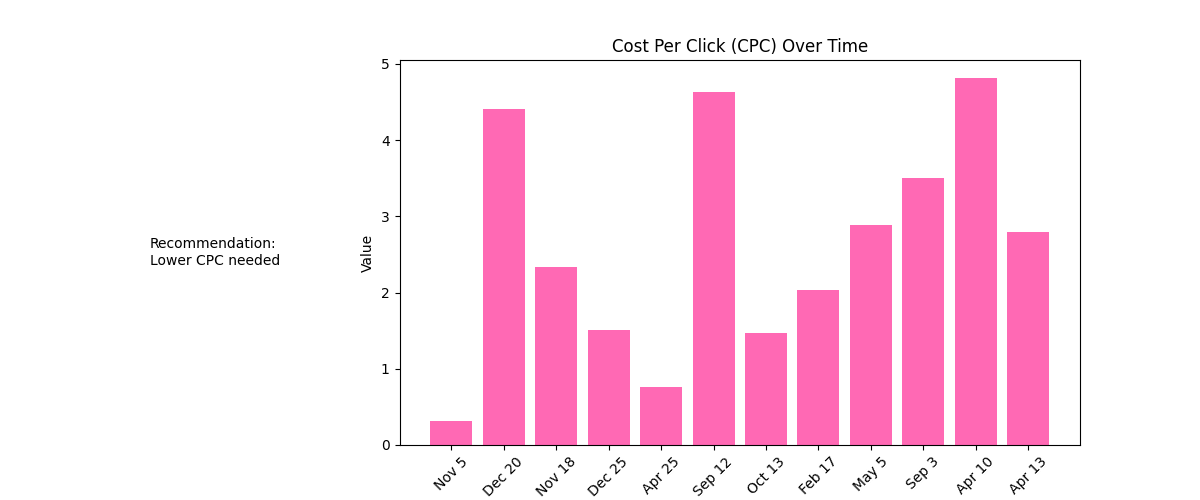 Cost Per Click (CPC) Over Time
Recommendation:
Lower CPC needed
Value
5
4
3
2
1
0
Nov 5
Dec 20
Nov 18
Dec 25
Apr 25
Sep 12
Oct 13
Feb 17
May 5
Sep 3
Apr 10
Apr 13